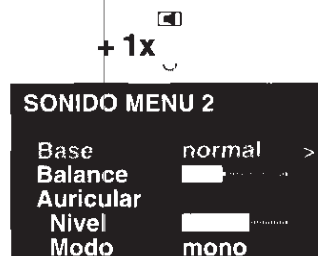 + 1x
SONIDO MENU 2
Base normal >
Balance
Auricular
Nivel
Modo mono